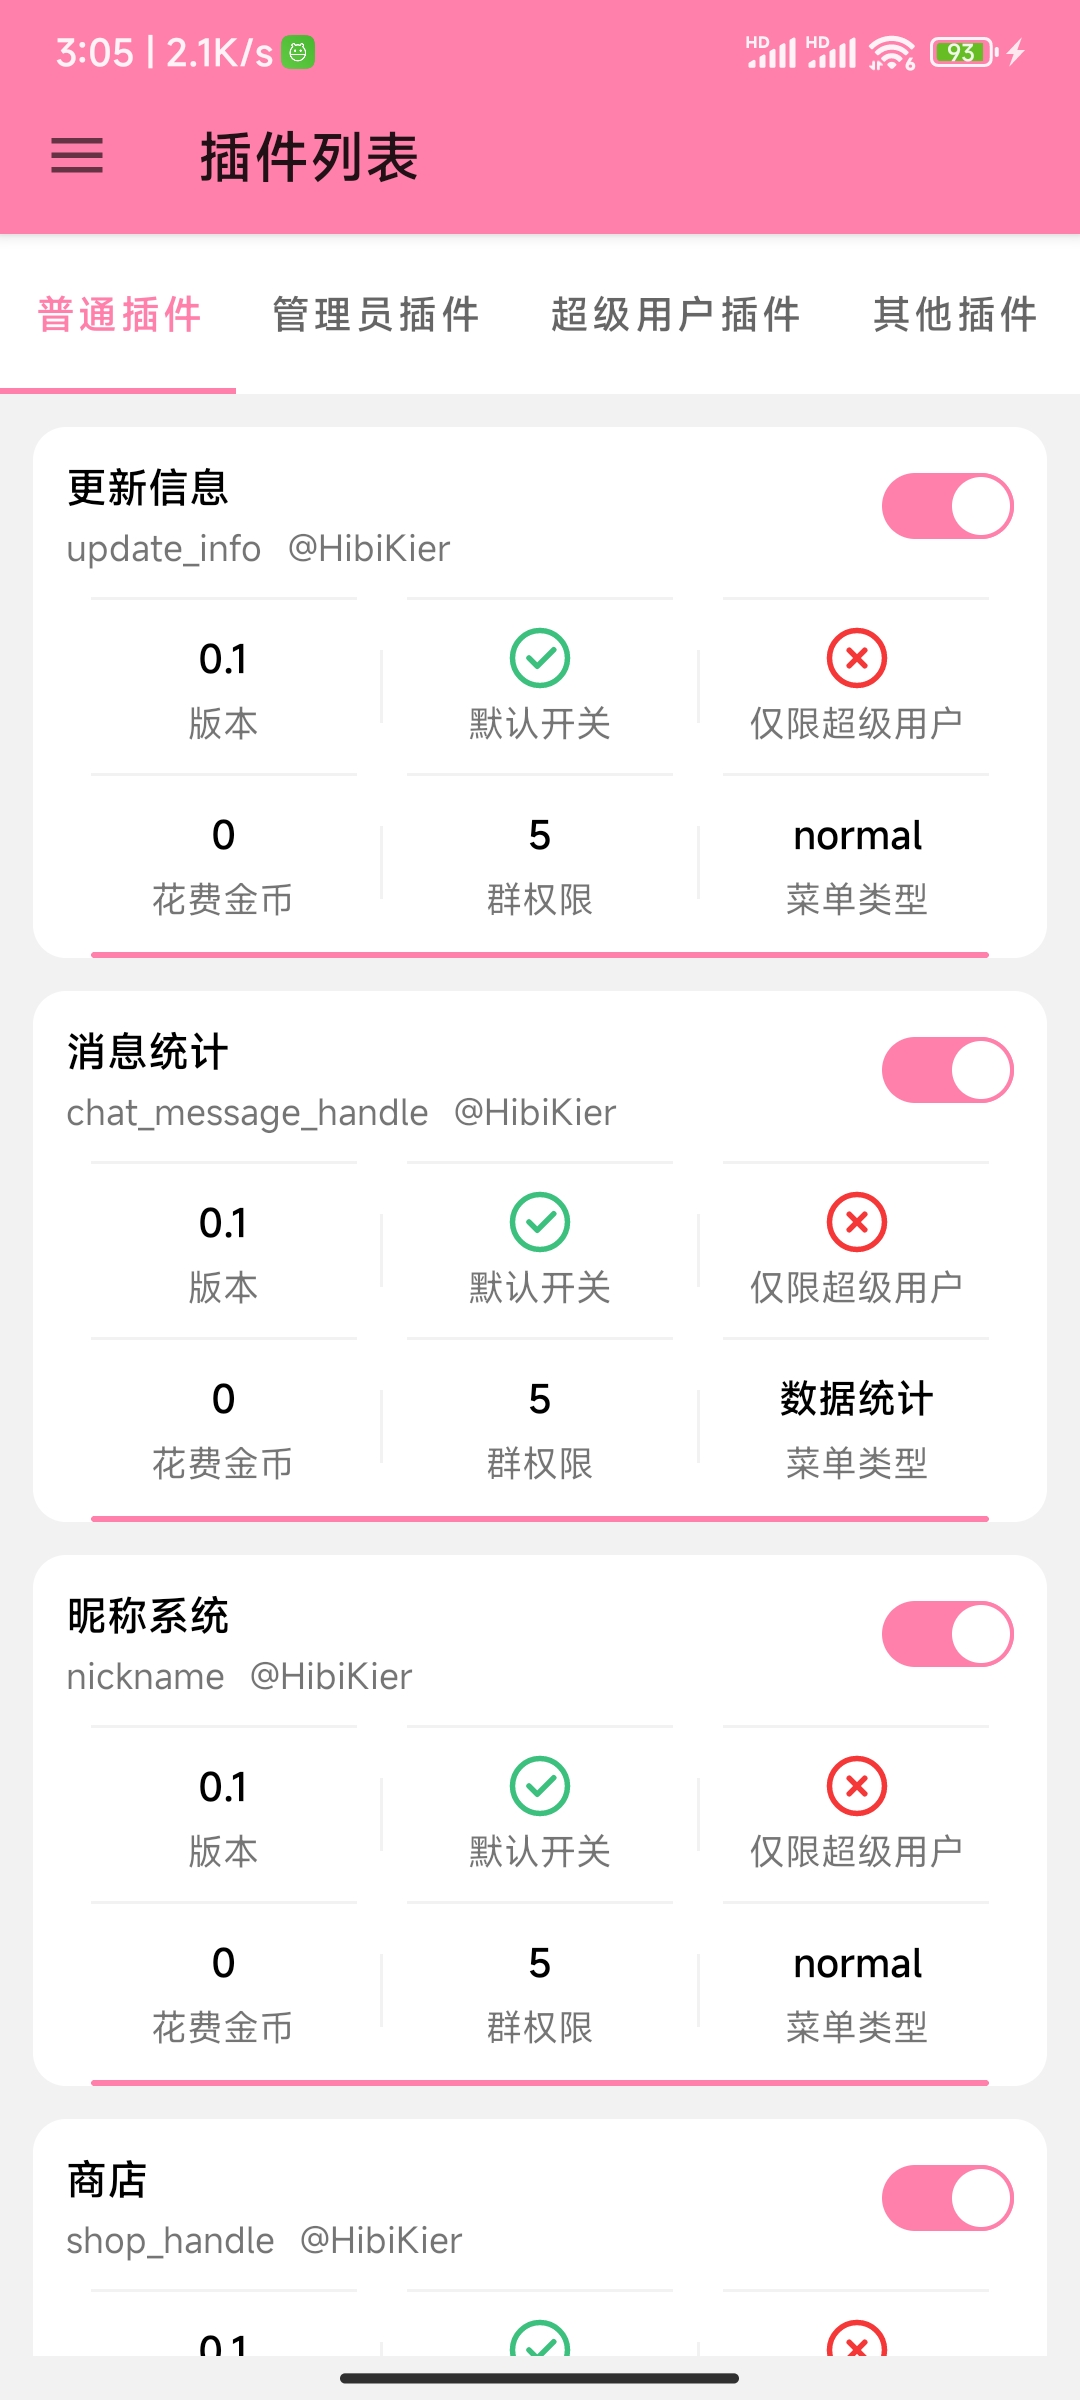 3:05 | 2.1K/s
HD HD 6 93
插件列表
普通插件 管理员插件 超级用户插件 其他插件
更新信息
update_info @HibiKier
0.1
版本 默认开关 仅限超级用户
0 5 normal
花费金币 群权限 菜单类型
消息统计
chat_message_handle @HibiKier
0.1
版本 默认开关 仅限超级用户
0 5 数据统计
花费金币 群权限 菜单类型
昵称系统
nickname @HibiKier
0.1
版本 默认开关 仅限超级用户
0 5 normal
花费金币 群权限 菜单类型
商店
shop_handle @HibiKier
0.1